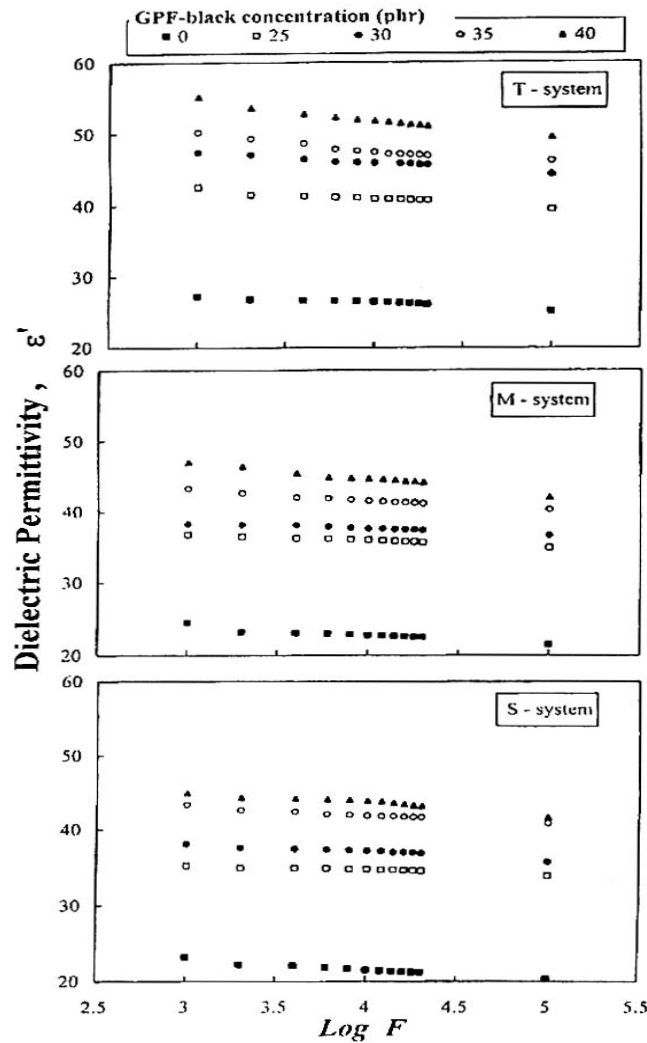 GPF-black concentration (phr)
0 25 30 35 40
60
T - system
50
40
30
20
Dielectric Permittivity , ε'
60
M - system
50
40
30
20
60
S - system
50
40
30
20
2.5 3 3.5 4 4.5 5 5.5
Log F